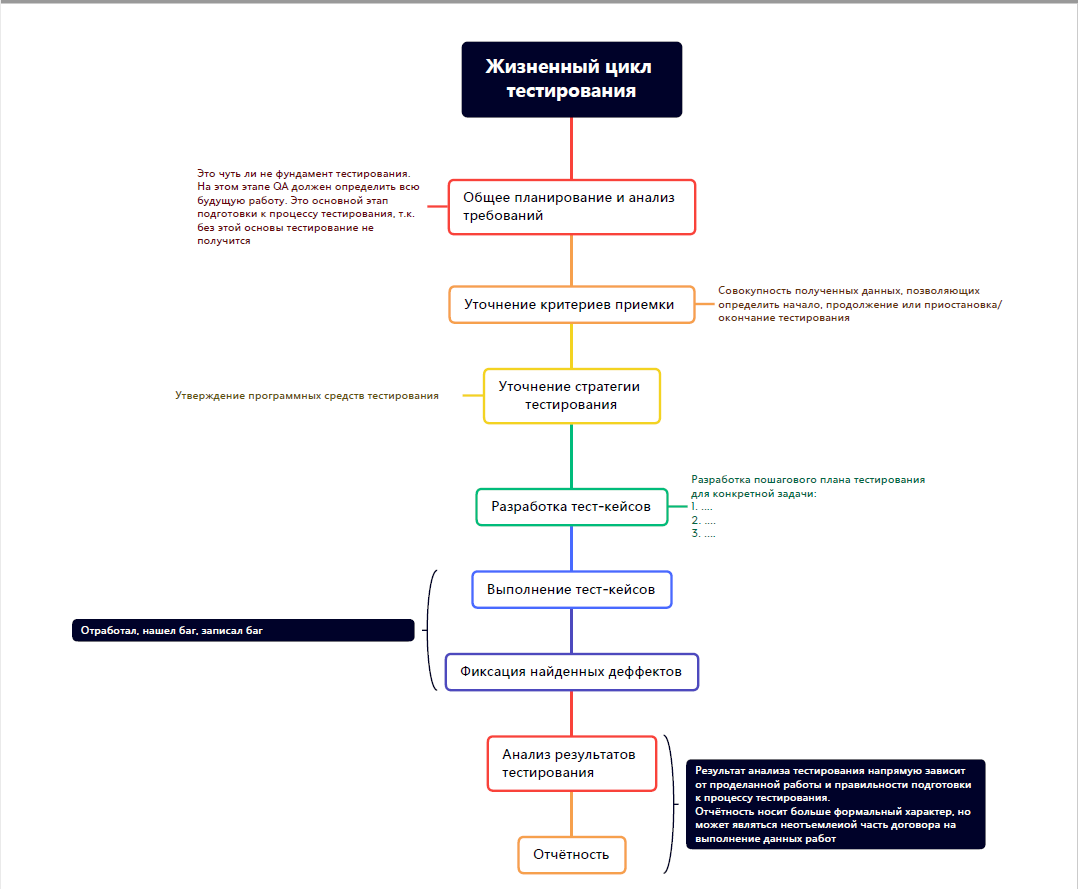 Жизненный цикл
тестирования
Это чуть ли не фундамент тестирования.
На этом этапе QA должен определить всю
будущую работу. Это основной этап
подготовки к процессу тестирования, т.к.
без этой основы тестирование не
получится
Общее планирование и анализ
требований
Уточнение критериев приемки
Совокупность полученных данных, позволяющих
определить начало, продолжение или приостановка/
окончание тестирования
Утверждение программных средств тестирования
Уточнение стратегии
тестирования
Разработка тест-кейсов
Разработка пошагового плана тестирования
для конкретной задачи:
1. ....
2. ....
3. ....
Выполнение тест-кейсов
Отработал, нашел баг, записал баг
Фиксация найденных деффектов
Анализ результатов
тестирования
Результат анализа тестирования напрямую зависит
от проделанной работы и правильности подготовки
к процессу тестирования.
Отчётность носит больше формальный характер, но
может являться неотъемлеиой часть договора на
выполнение данных работ
Отчётность